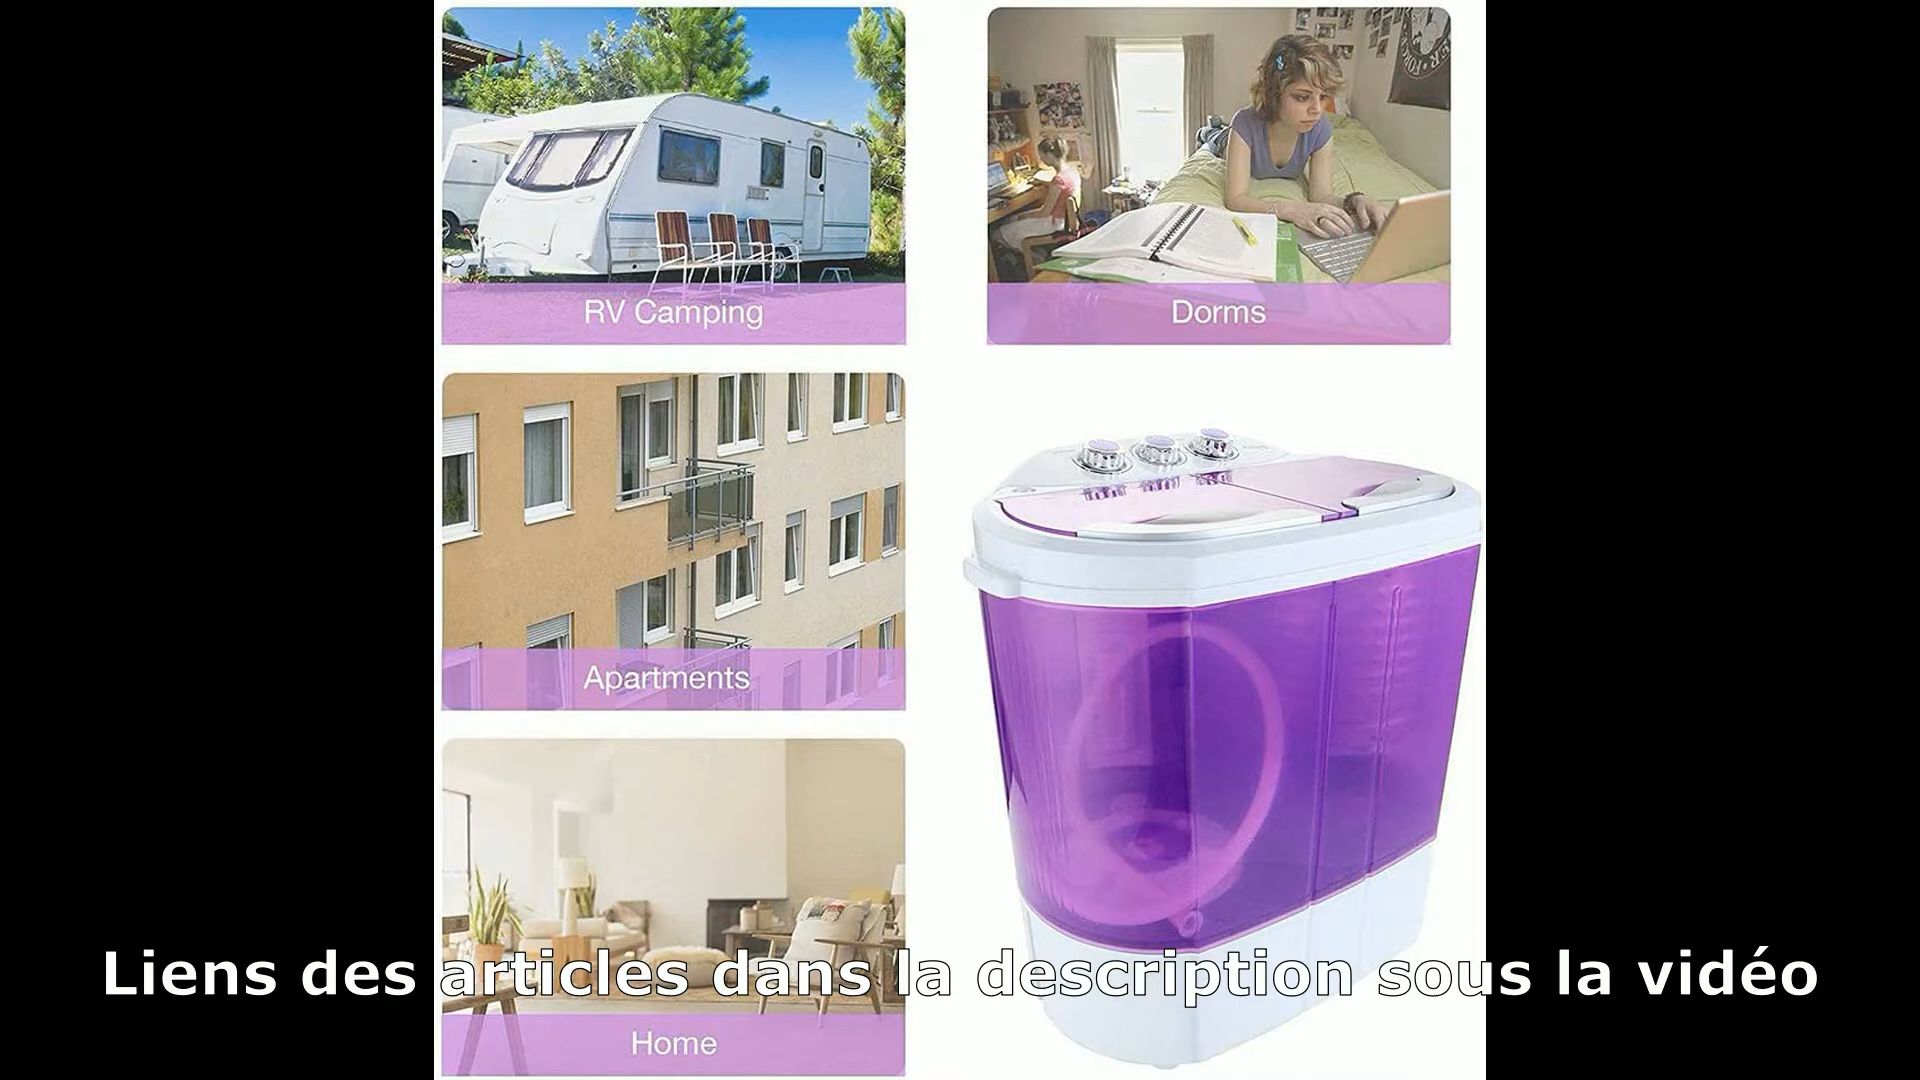 RV Camping
Dorms
Apartments
Home
Liens des articles dans la description sous la vidéo